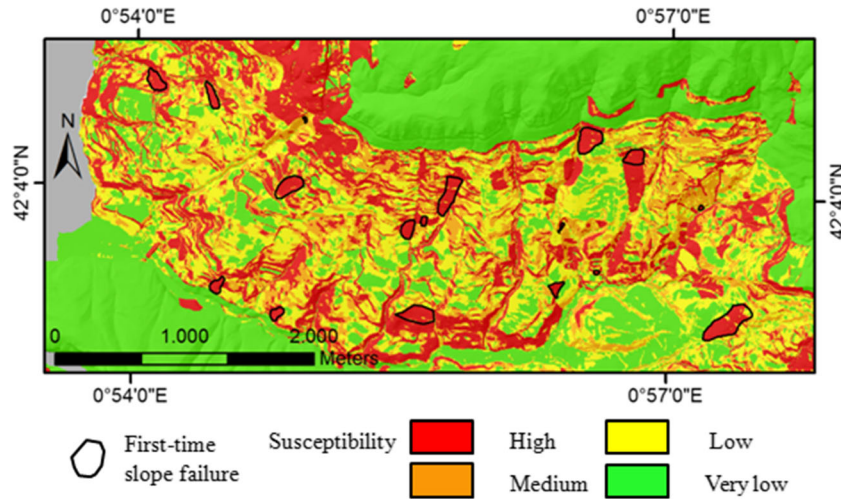 0°54'0"E 0°57'0"E
N
42°4'0"N
42°4'0"N
0 1.000 2.000
Meters
0°54'0"E 0°57'0"E
First-time
slope failure
Susceptibility High Low
Medium Very low